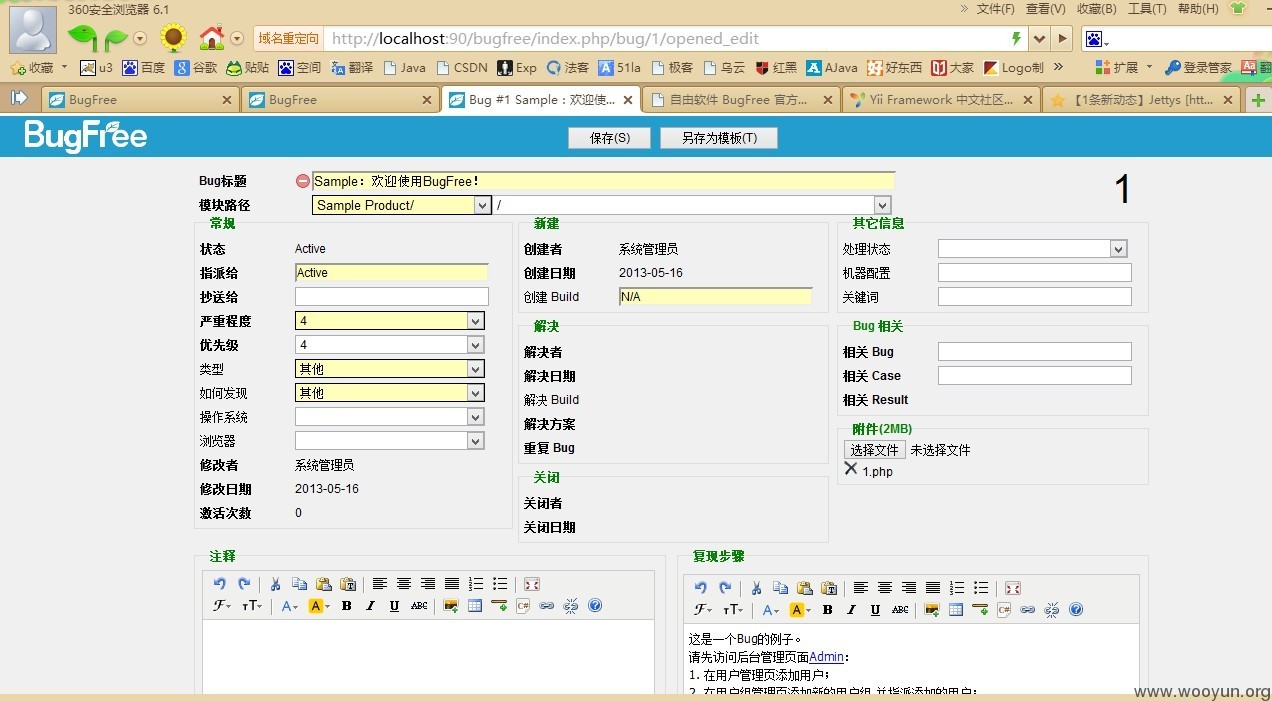 360安全浏览器 6.1
» 文件(F) 查看(V) 收藏(B) 工具(T) 帮助(H)
域名重定向 http://localhost:90/bugfree/index.php/bug/1/opened_edit
收藏 u3 百度 谷歌 贴贴 空间 翻译 Java CSDN Exp 法客 51la 极客 乌云 红黑 AJava 好东西 大家 Logo制 » 扩展 登录管家 翻
BugFree BugFree Bug #1 Sample：欢迎使... 自由软件 BugFree 官方... Yii Framework 中文社区... 【1条新动态】Jettys [htt...
BugFree 保存(S) 另存为模板(T)
Bug标题 Sample：欢迎使用BugFree！ 1
模块路径 Sample Product/ /
常规
状态 Active
指派给 Active
抄送给
严重程度 4
优先级 4
类型 其他
如何发现 其他
操作系统
浏览器
修改者 系统管理员
修改日期 2013-05-16
激活次数 0
新建
创建者 系统管理员
创建日期 2013-05-16
创建 Build N/A
解决
解决者
解决日期
解决 Build
解决方案
重复 Bug
关闭
关闭者
关闭日期
其它信息
处理状态
机器配置
关键词
Bug 相关
相关 Bug
相关 Case
相关 Result
附件(2MB)
选择文件 未选择文件
1.php
注释
复现步骤
这是一个Bug的例子。
请先访问后台管理页面Admin：
1. 在用户管理页添加用户；
2. 在用户组管理页添加新的用户组,并指派添加的用户；
www.wooyun.org